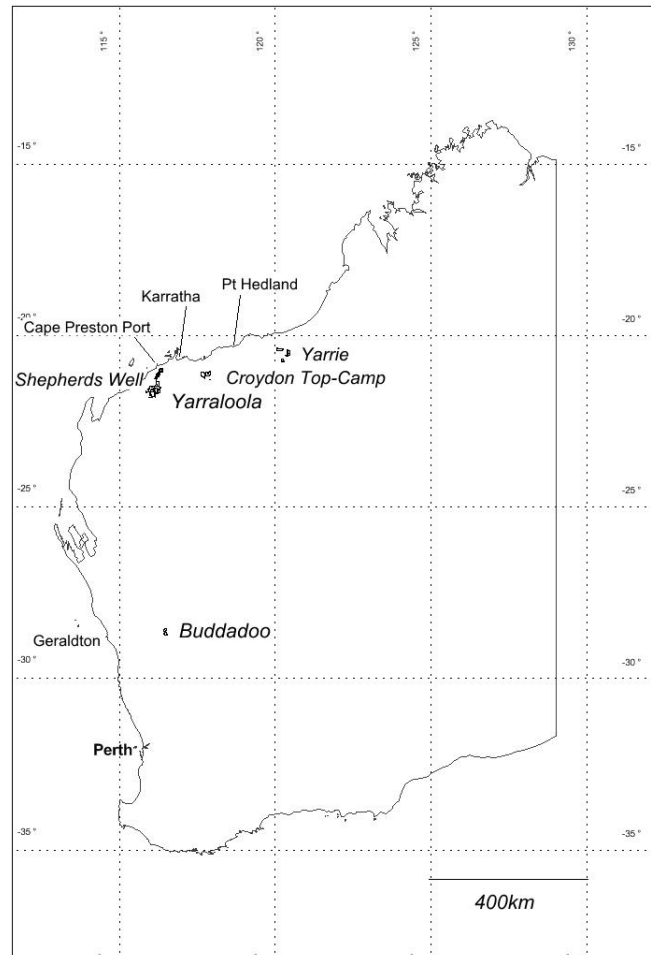 115°
120°
125°
130°
-15°
-15°
Pt Hedland
Karratha
Cape Preston Port
-20°
-20°
Yarrie
Shepherds Well
Croydon Top-Camp
Yarraloola
-25°
-25°
Buddadoo
Geraldton
-30°
-30°
Perth
-35°
-35°
400km